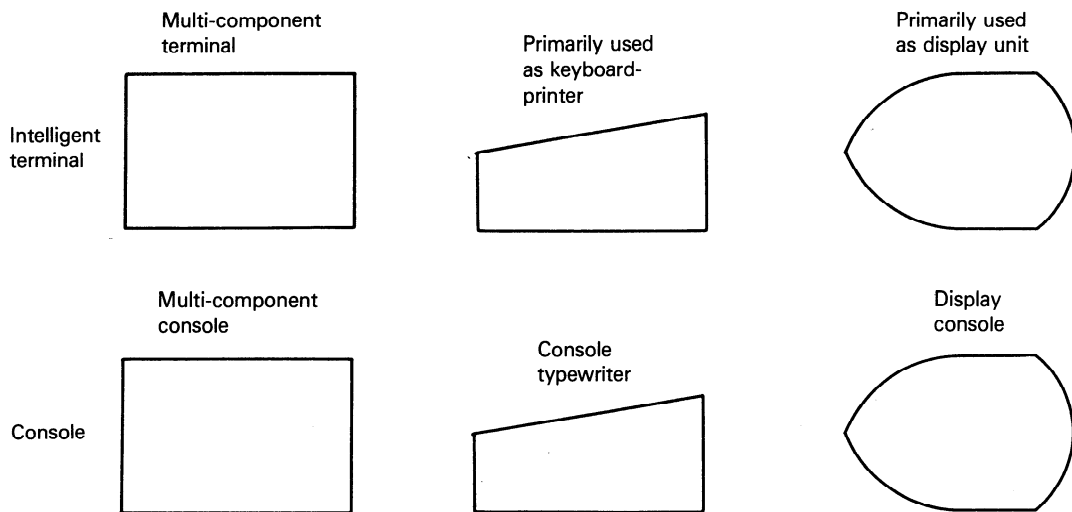 Multi-component
terminal
Primarily used
as keyboard-
printer
Primarily used
as display unit
Intelligent
terminal
Multi-component
console
Console
typewriter
Display
console
Console